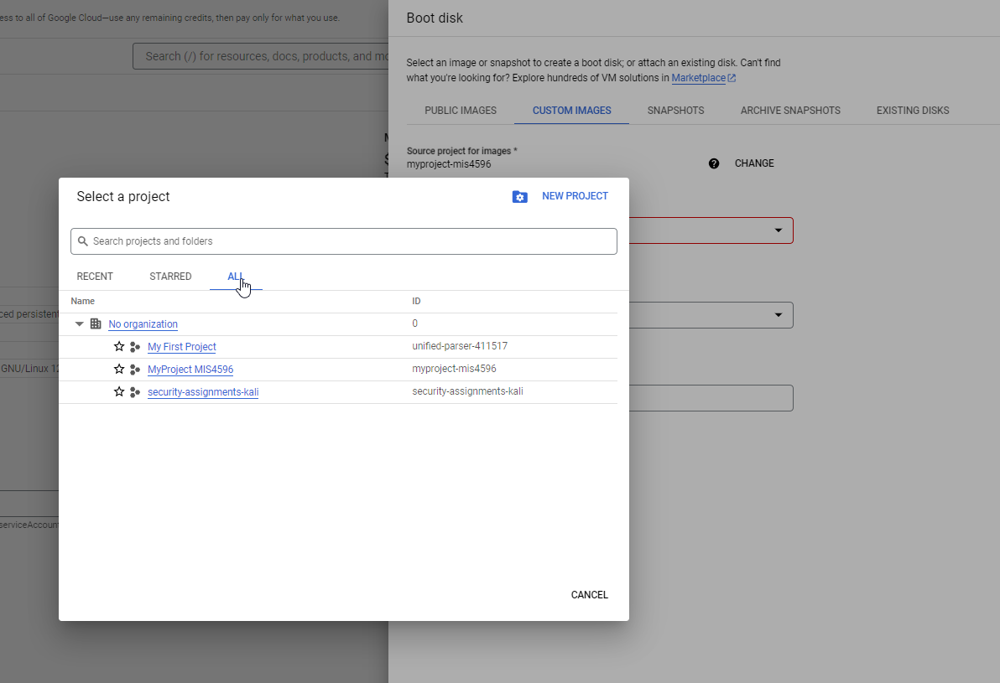 ess to all of Google Cloud—use any remaining credits, then pay only for what you use.
Search (/) for resources, docs, products, and mo
Boot disk
Select an image or snapshot to create a boot disk; or attach an existing disk. Can't find
what you're looking for? Explore hundreds of VM solutions in Marketplace
PUBLIC IMAGES CUSTOM IMAGES SNAPSHOTS ARCHIVE SNAPSHOTS EXISTING DISKS
Source project for images *
myproject-mis4596
CHANGE
Select a project
NEW PROJECT
Search projects and folders
RECENT STARRED ALL
Name ID
No organization 0
My First Project unified-parser-411517
MyProject MIS4596 myproject-mis4596
security-assignments-kali security-assignments-kali
CANCEL
ced persistent
GNU/Linux 12
serviceAccoun